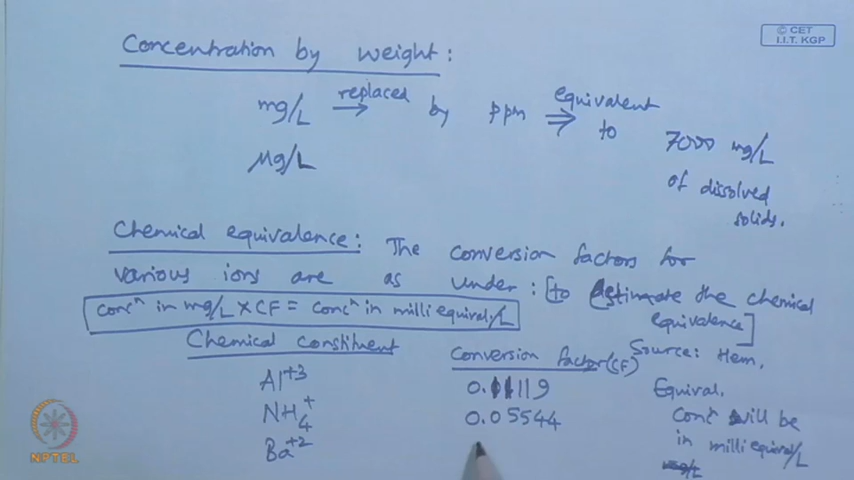 © CET
I.I.T. KGP
Concentration by weight:
mg/L replaced → by ppm equivalent ⇒ to 7000 mg/L
μg/L
of dissolved
solids.
Chemical equivalence: The conversion factors for
various ions are as under: [to Estimate the chemical
equivalence]
concⁿ in mg/L × CF = concⁿ in milli equival./L
Chemical constituent
Conversion factor (CF)
Source: Hem.
Al+3
0.11119
Equival.
NH4+
0.05544
Concⁿ will be
Ba+2
in milli equival/L
mg/L
NPTEL